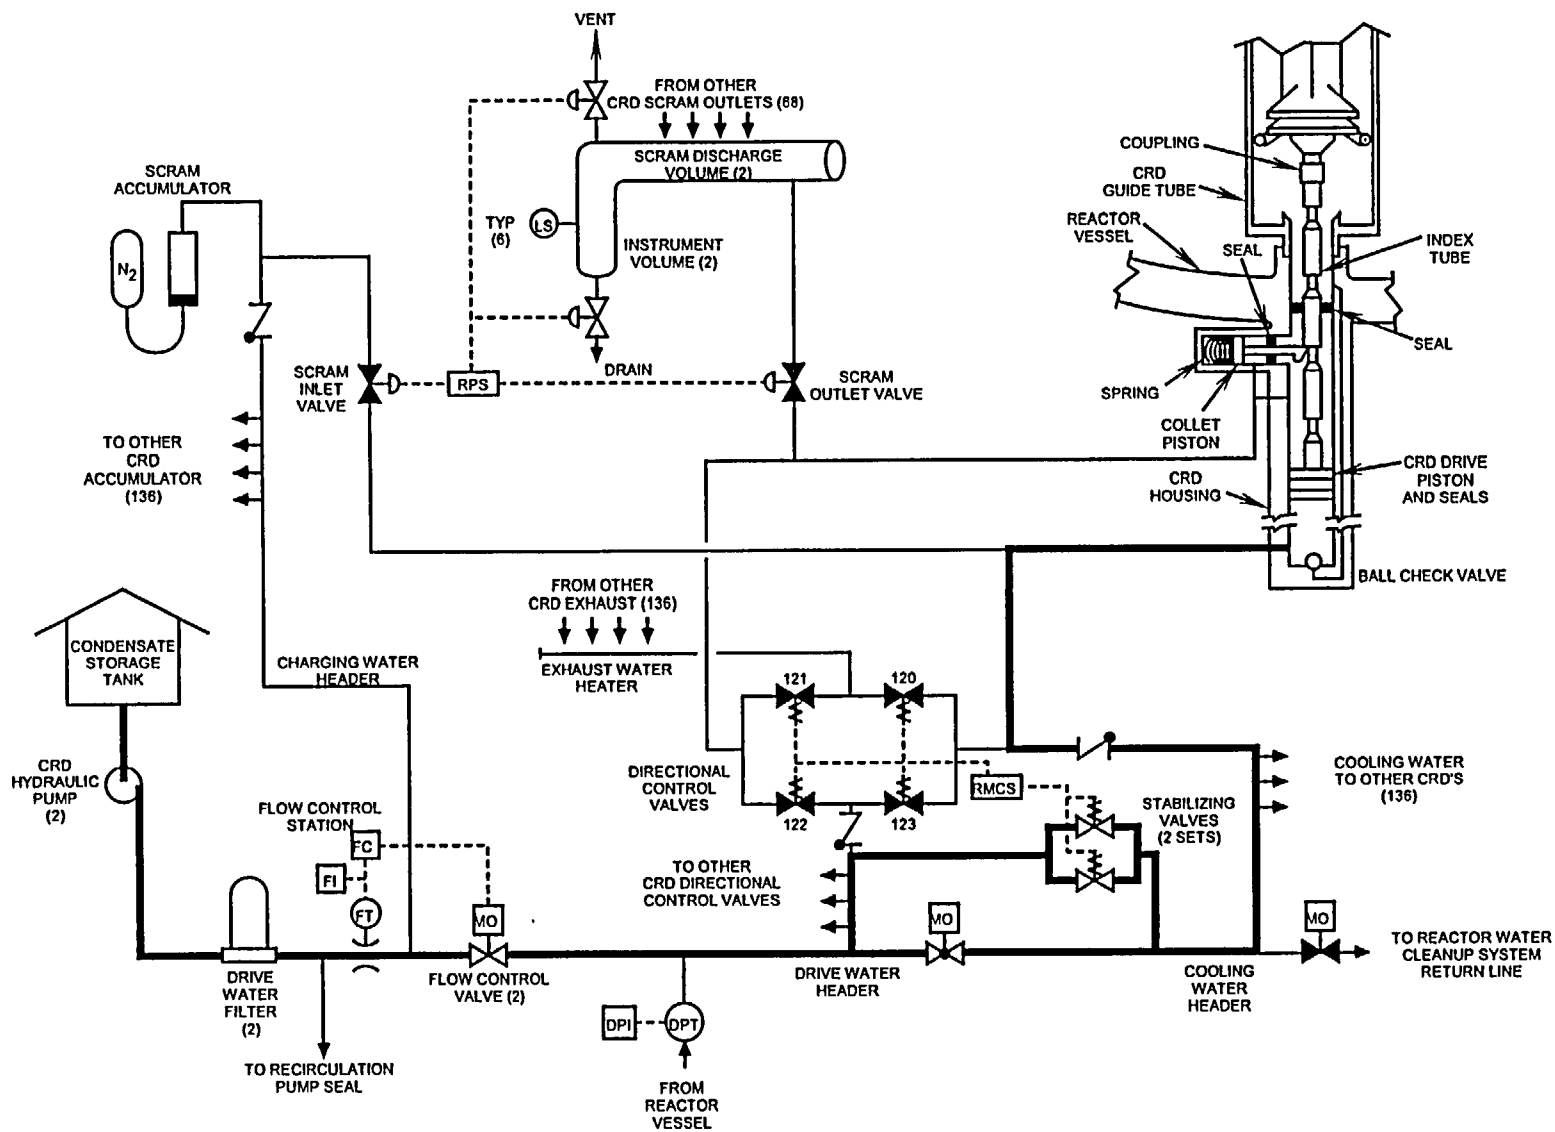 VENT
FROM OTHER
CRD SCRAM OUTLETS (68)
SCRAM DISCHARGE
VOLUME (2)
SCRAM
ACCUMULATOR
N2
TYP
(6)
LS
INSTRUMENT
VOLUME (2)
DRAIN
SCRAM
INLET
VALVE
RPS
SCRAM
OUTLET VALVE
COUPLING
CRD
GUIDE TUBE
REACTOR
VESSEL
SEAL
INDEX
TUBE
SEAL
SPRING
COLLET
PISTON
CRD
HOUSING
CRD DRIVE
PISTON
AND SEALS
BALL CHECK VALVE
TO OTHER
CRD
ACCUMULATOR
(136)
FROM OTHER
CRD EXHAUST (136)
EXHAUST WATER
HEATER
CONDENSATE
STORAGE
TANK
CHARGING WATER
HEADER
121
120
122
123
DIRECTIONAL
CONTROL
VALVES
RMCS
STABILIZING
VALVES
(2 SETS)
COOLING WATER
TO OTHER CRD'S
(136)
CRD
HYDRAULIC
PUMP
(2)
FLOW CONTROL
STATION
FC
FI
FT
MO
TO OTHER
CRD DIRECTIONAL
CONTROL VALVES
MO
MO
DRIVE
WATER
FILTER
(2)
FLOW CONTROL
VALVE (2)
DRIVE WATER
HEADER
COOLING
WATER
HEADER
TO REACTOR WATER
CLEANUP SYSTEM
RETURN LINE
DPI
DPT
TO RECIRCULATION
PUMP SEAL
FROM
REACTOR
VESSEL